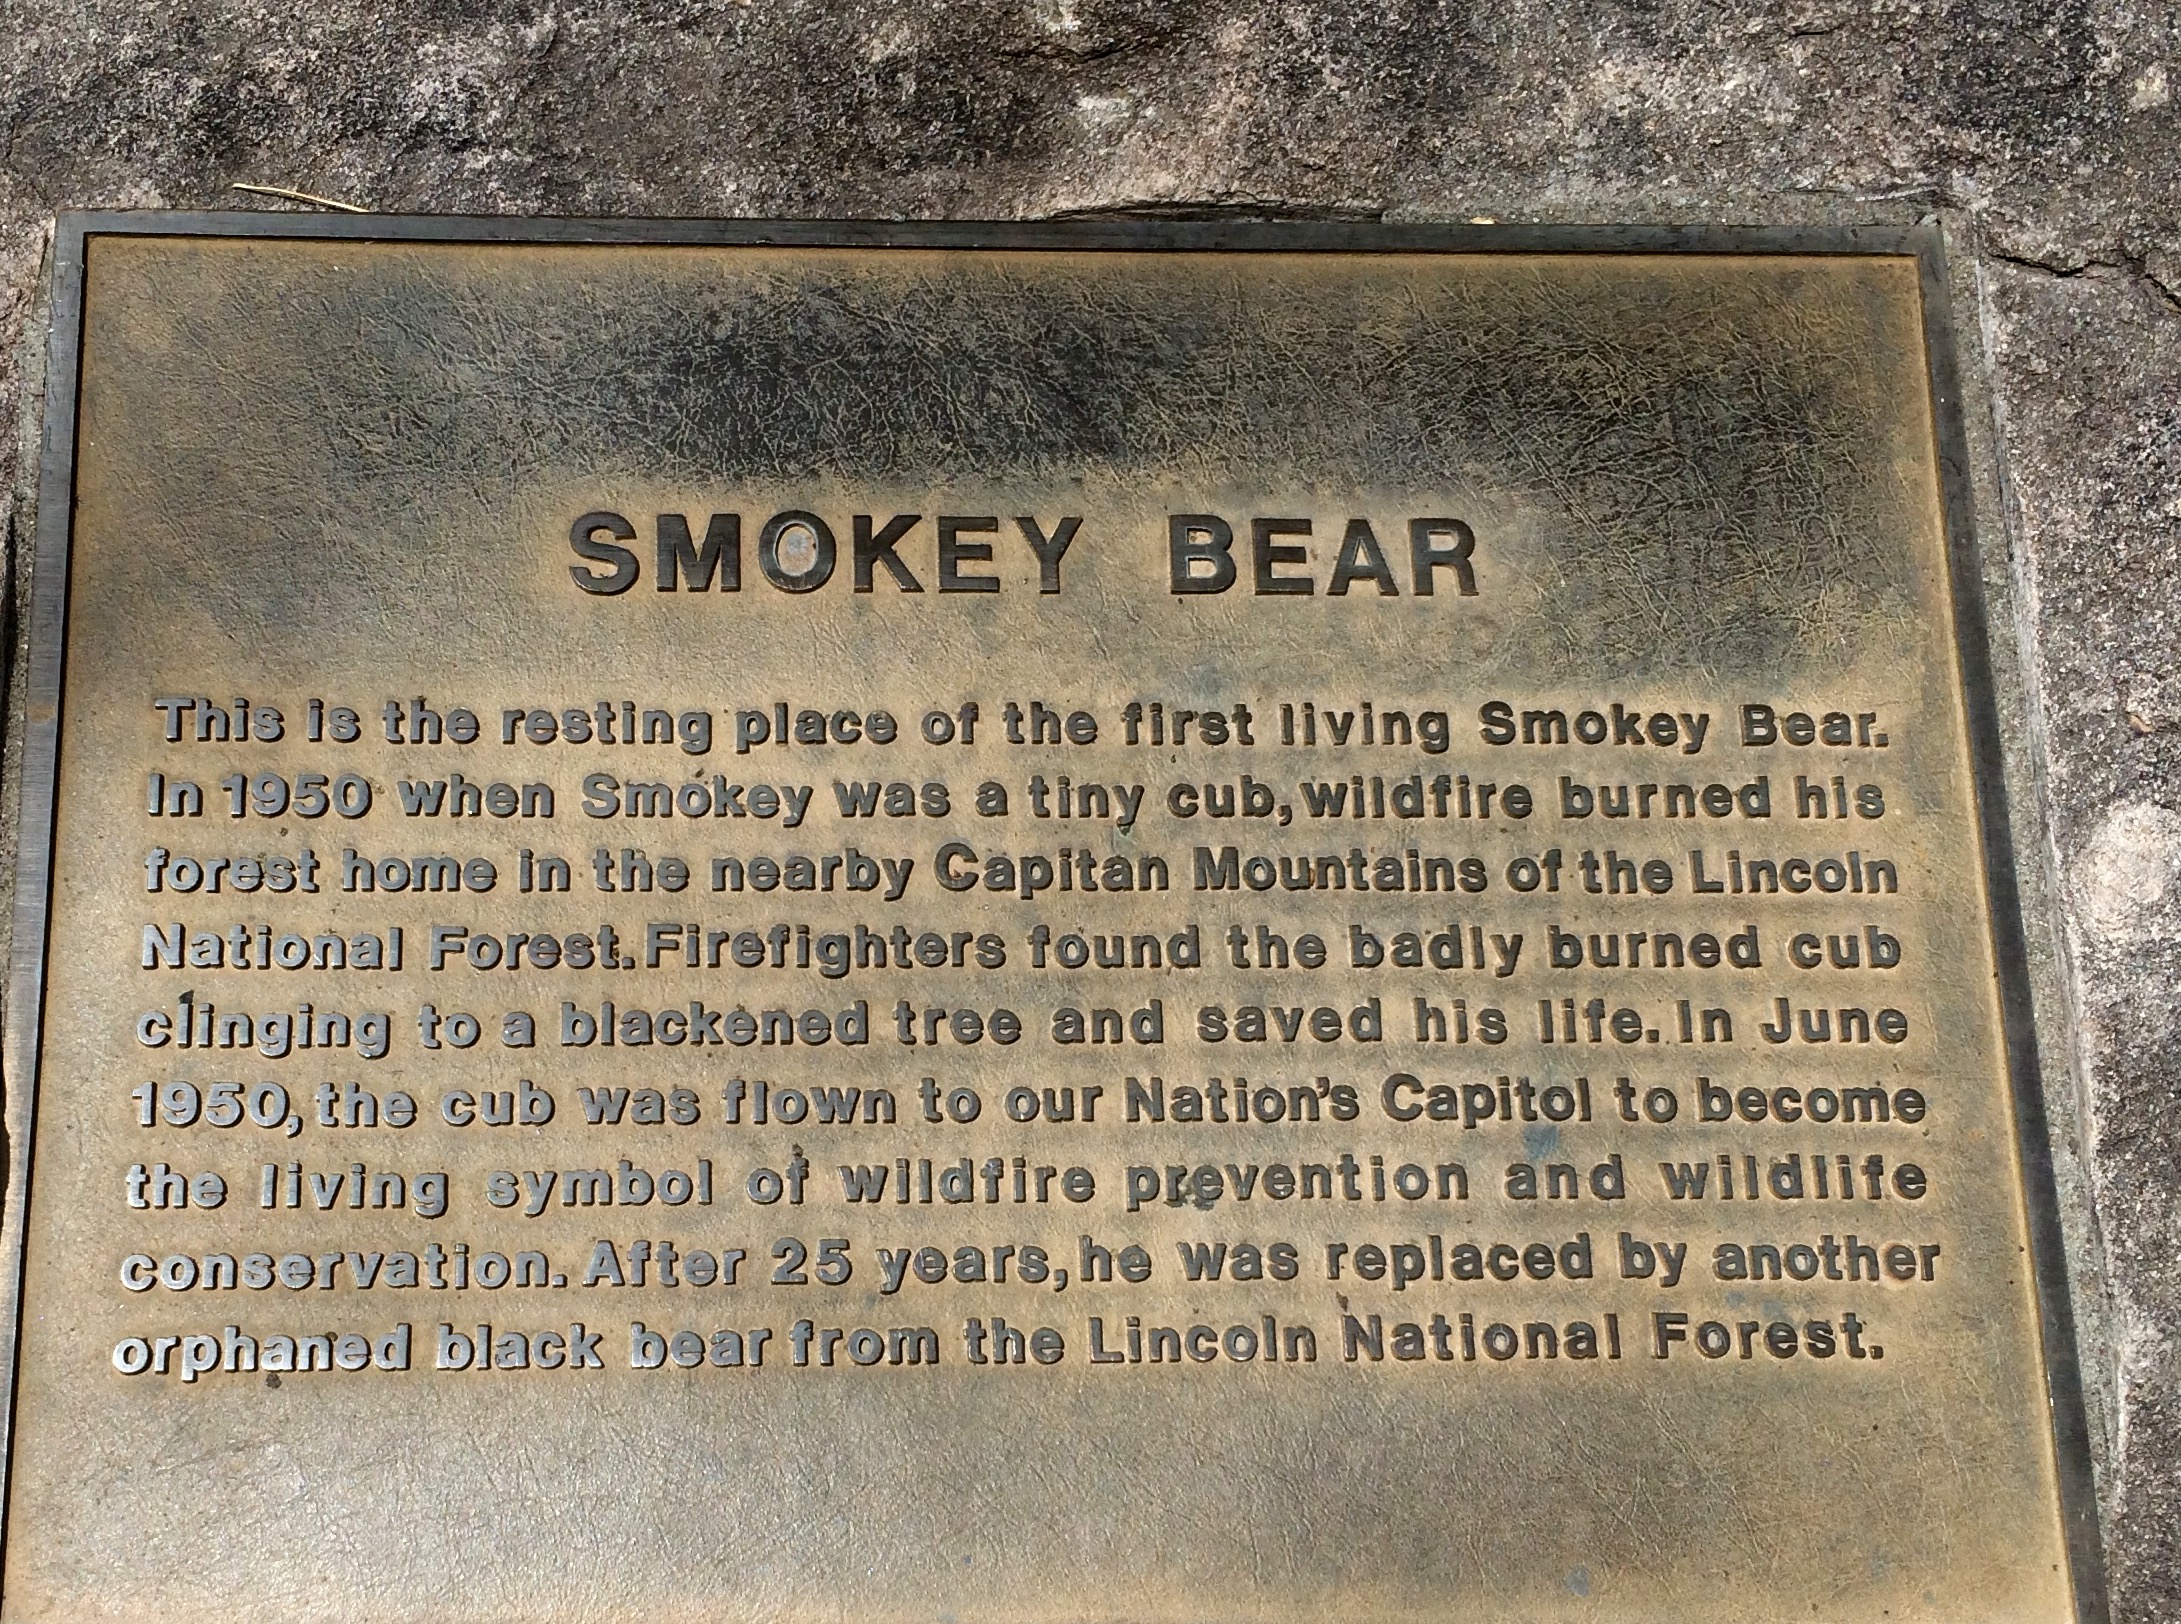 SMOKEY BEAR
This is the resting place of the first living Smokey Bear.
In 1950 when Smokey was a tiny cub, wildfire burned his
forest home in the nearby Capitan Mountains of the Lincoln
National Forest. Firefighters found the badly burned cub
clinging to a blackened tree and saved his life. In June
1950, the cub was flown to our Nation's Capitol to become
the living symbol of wildfire prevention and wildlife
conservation. After 25 years, he was replaced by another
orphaned black bear from the Lincoln National Forest.